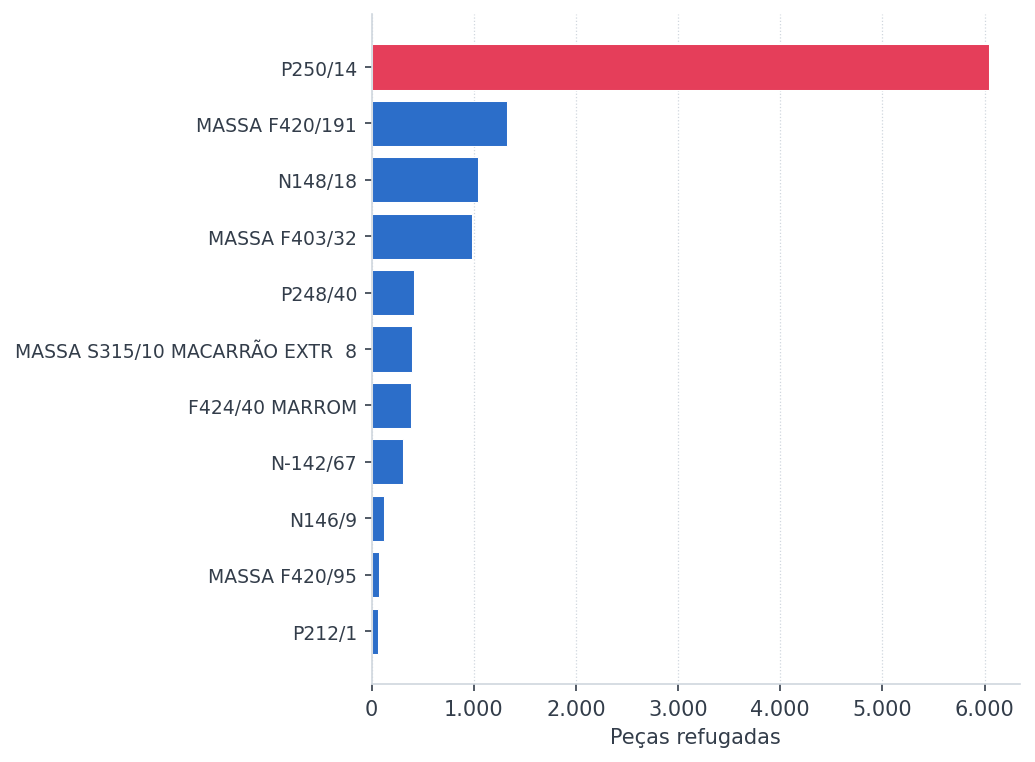 P250/14
MASSA F420/191
N148/18
MASSA F403/32
P248/40
MASSA S315/10 MACARRÃO EXTR  8
F424/40 MARROM
N-142/67
N146/9
MASSA F420/95
P212/1
0 1.000 2.000 3.000 4.000 5.000 6.000
Peças refugadas